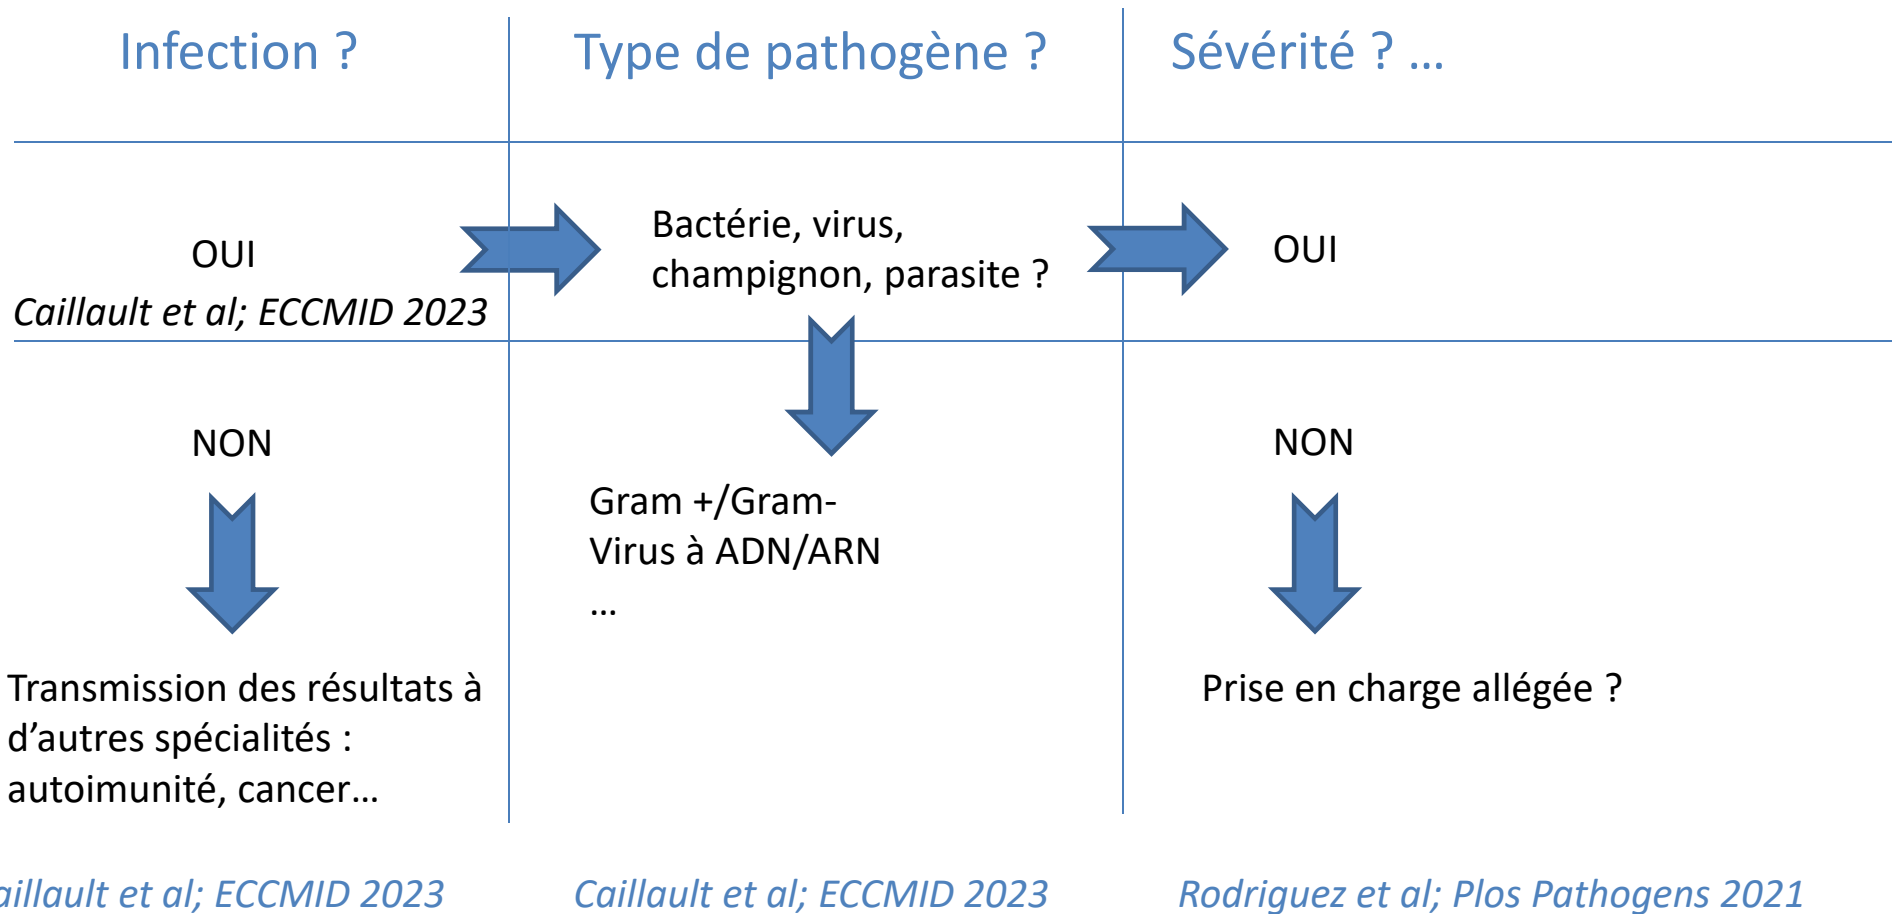 Infection ?
Type de pathogène ?
Sévérité ? …
OUI
Caillault et al; ECCMID 2023
Bactérie, virus,
champignon, parasite ?
OUI
NON
Transmission des résultats à
d’autres spécialités :
autoimunité, cancer…
Gram +/Gram-
Virus à ADN/ARN
…
NON
Prise en charge allégée ?
aillault et al; ECCMID 2023
Caillault et al; ECCMID 2023
Rodriguez et al; Plos Pathogens 2021